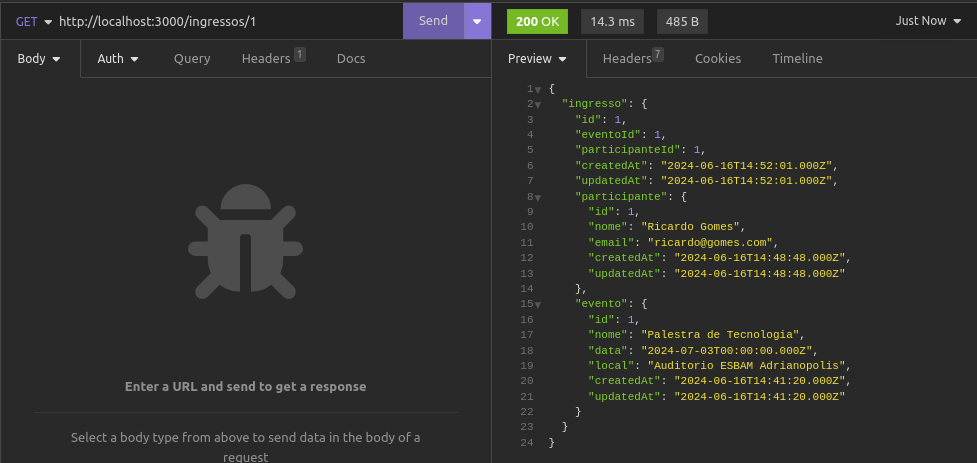 GET http://localhost:3000/ingressos/1 Send
Body Auth Query Headers 1 Docs
Enter a URL and send to get a response
Select a body type from above to send data in the body of a
request
200 OK 14.3 ms 485 B Just Now
Preview Headers 7 Cookies Timeline
1 {
2 "ingresso": {
3 "id": 1,
4 "eventoId": 1,
5 "participanteId": 1,
6 "createdAt": "2024-06-16T14:52:01.000Z",
7 "updatedAt": "2024-06-16T14:52:01.000Z",
8 "participante": {
9 "id": 1,
10 "nome": "Ricardo Gomes",
11 "email": "ricardo@gomes.com",
12 "createdAt": "2024-06-16T14:48:48.000Z",
13 "updatedAt": "2024-06-16T14:48:48.000Z"
14 },
15 "evento": {
16 "id": 1,
17 "nome": "Palestra de Tecnologia",
18 "data": "2024-07-03T00:00:00.000Z",
19 "local": "Auditorio ESBAM Adrianopolis",
20 "createdAt": "2024-06-16T14:41:20.000Z",
21 "updatedAt": "2024-06-16T14:41:20.000Z"
22 }
23 }
24 }